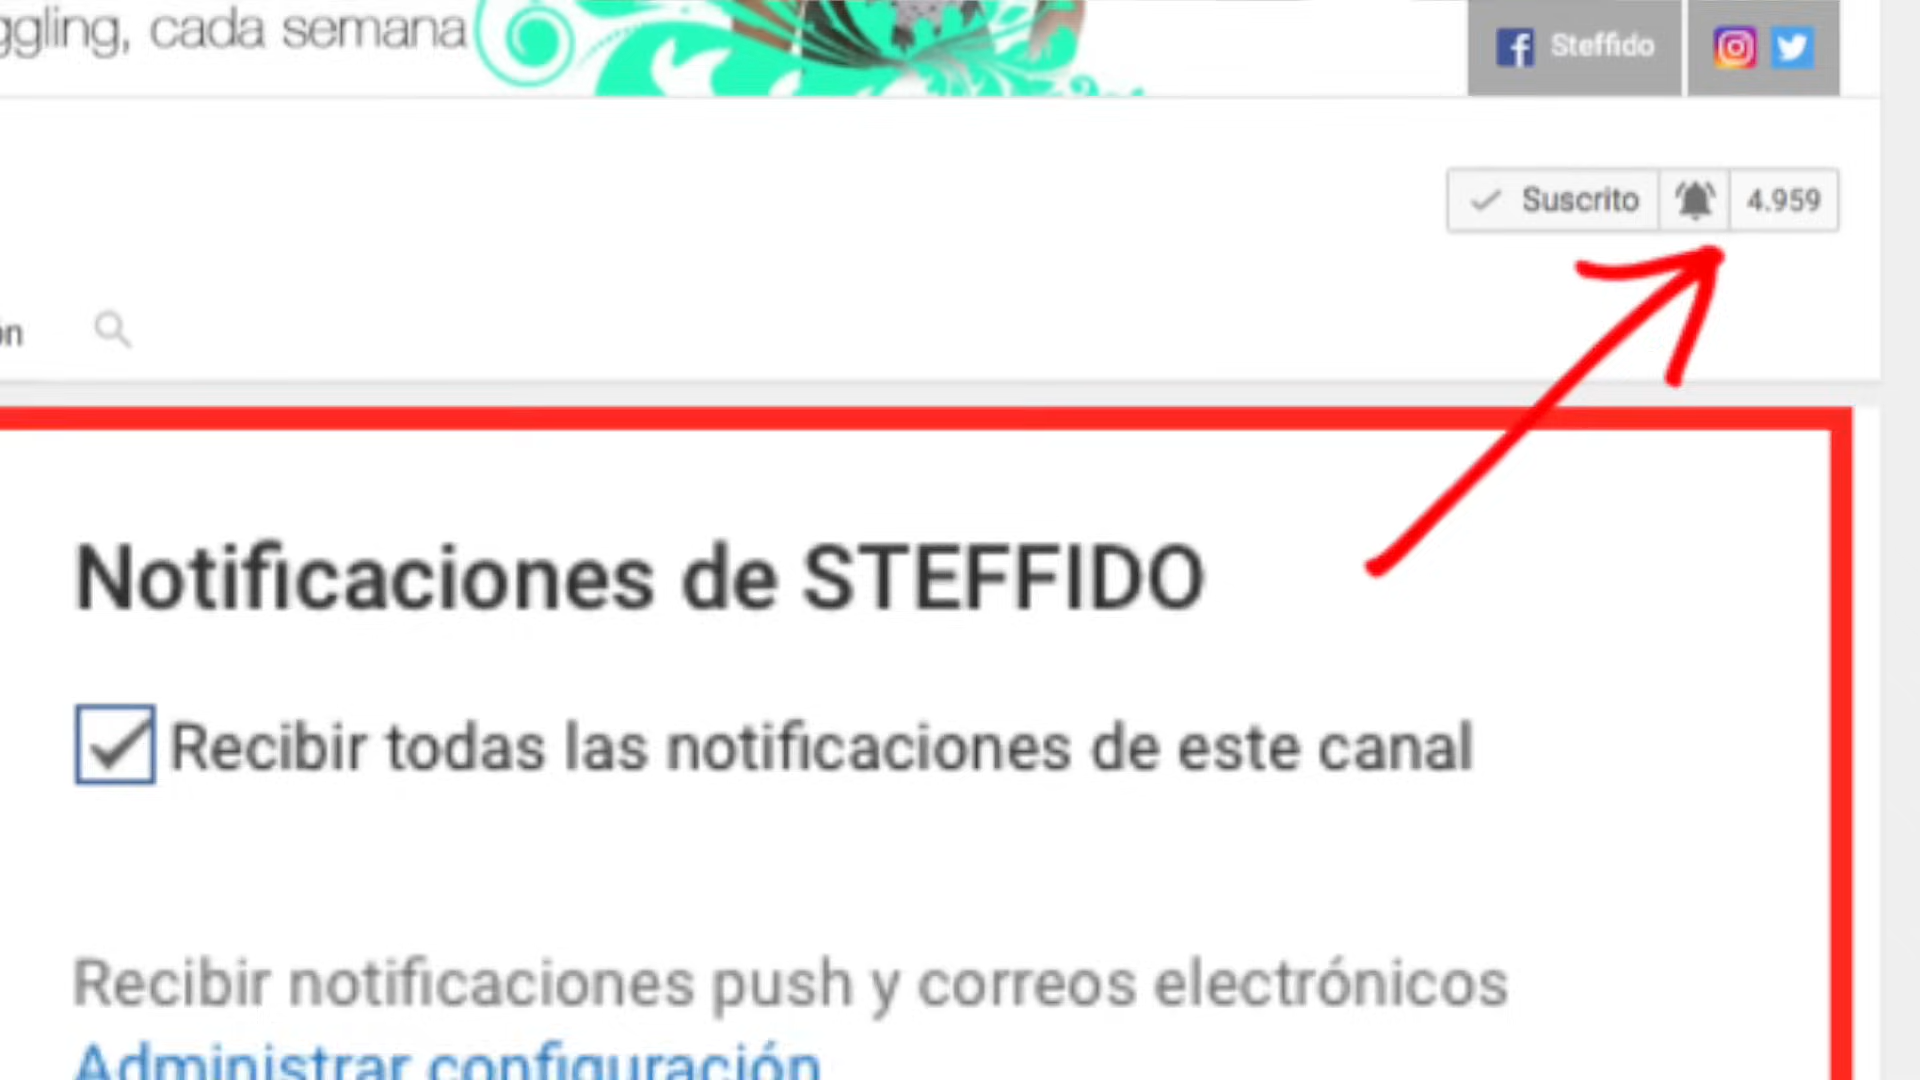 ggling, cada semana
Steffido
Suscrito
4.959
ón
Notificaciones de STEFFIDO
Recibir todas las notificaciones de este canal
Recibir notificaciones push y correos electrónicos
Administrar configuración